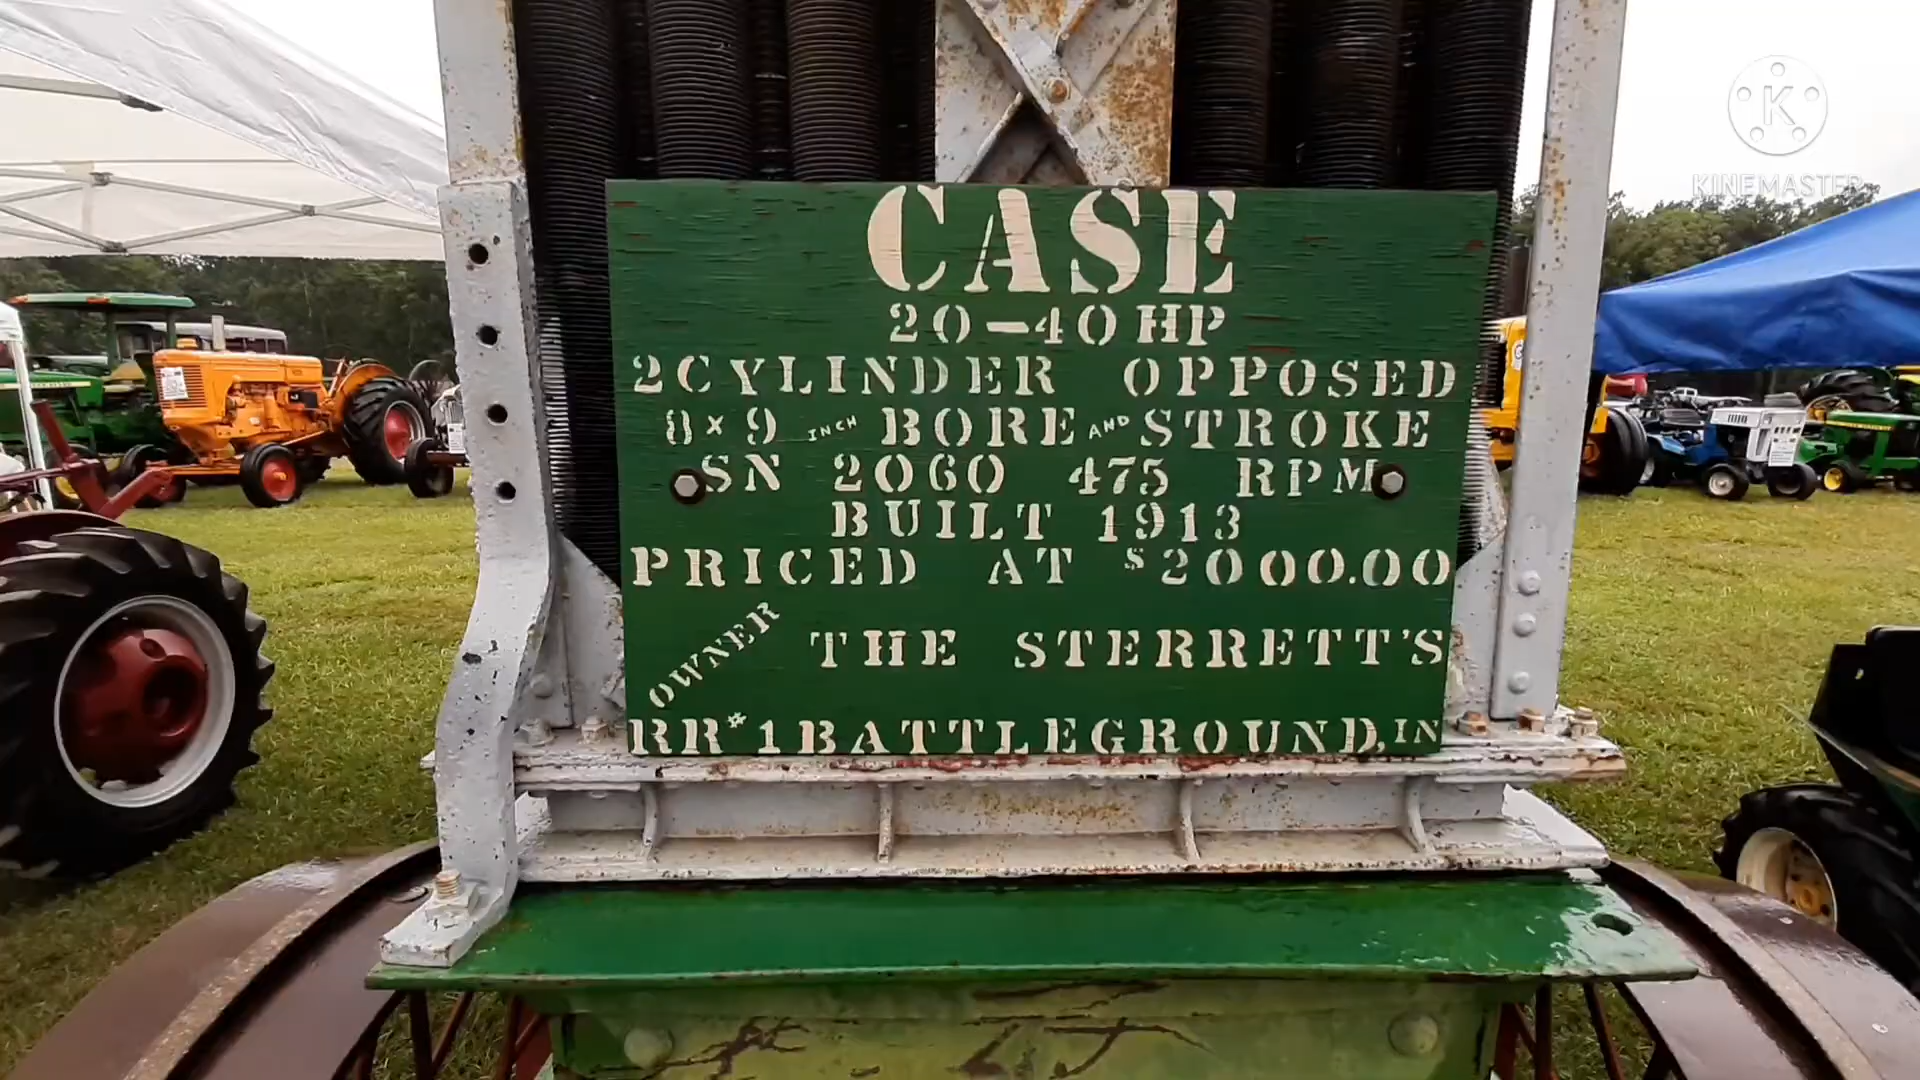 K
KINEMASTER
CASE
20-40 HP
2 CYLINDER OPPOSED
8 x 9 INCH BORE AND STROKE
SN 2060 475 RPM
BUILT 1913
PRICED AT $2000.00
OWNER THE STERRETT'S
RR#1 BATTLEGROUND, IN